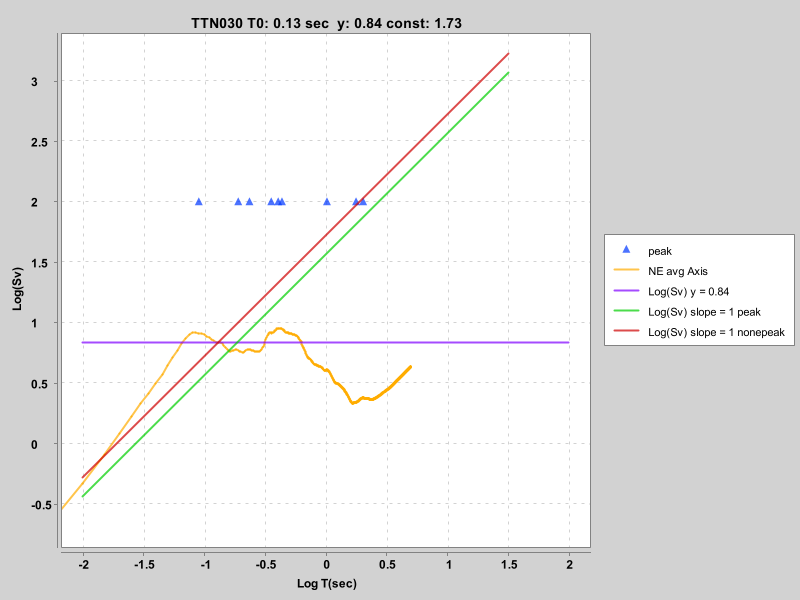 TTN030 T0: 0.13 sec  y: 0.84 const: 1.73
3
2.5
2
1.5
1
0.5
0
-0.5
Log(Sv)
-2
-1.5
-1
-0.5
0
0.5
1
1.5
2
Log T(sec)
peak
NE avg Axis
Log(Sv) y = 0.84
Log(Sv) slope = 1 peak
Log(Sv) slope = 1 nonepeak